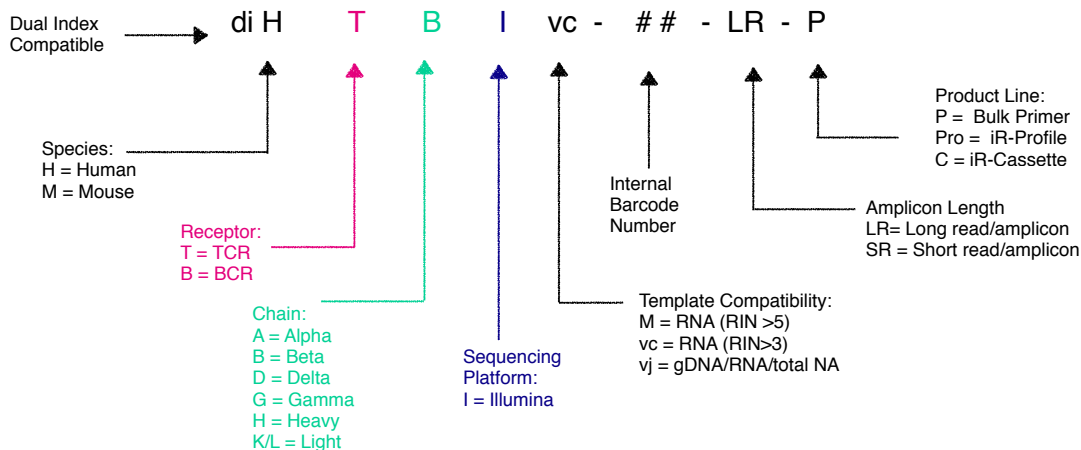 Dual Index
Compatible
di H T B I vc - ## - LR - P
Species:
H = Human
M = Mouse
Receptor:
T = TCR
B = BCR
Chain:
A = Alpha
B = Beta
D = Delta
G = Gamma
H = Heavy
K/L = Light
Sequencing
Platform:
I = Illumina
Template Compatibility:
M = RNA (RIN >5)
vc = RNA (RIN>3)
vj = gDNA/RNA/total NA
Internal
Barcode
Number
Amplicon Length
LR= Long read/amplicon
SR = Short read/amplicon
Product Line:
P = Bulk Primer
Pro = iR-Profile
C = iR-Cassette